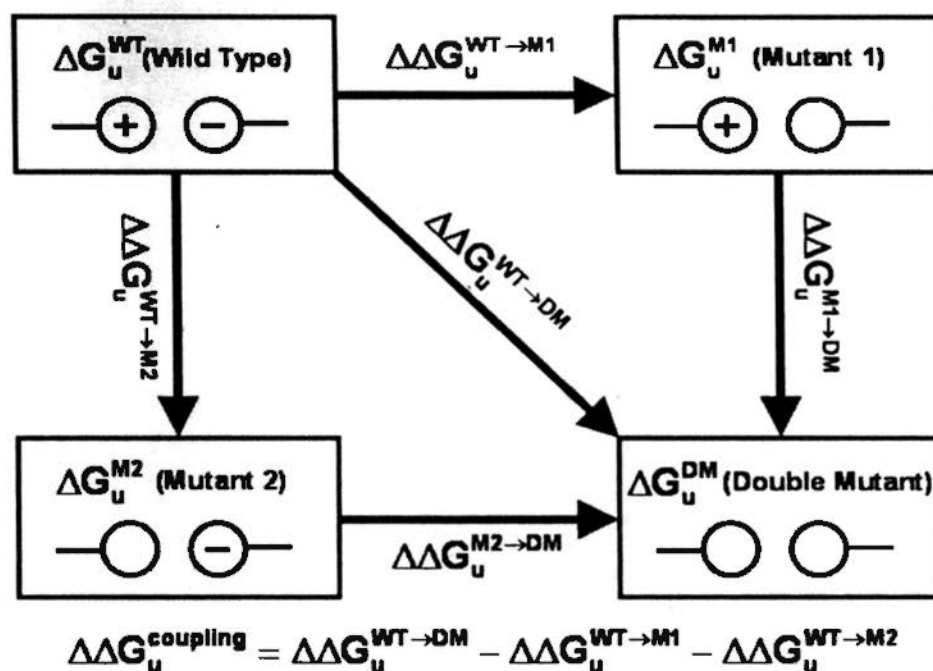 ΔG_u^WT (Wild Type)
+ −
ΔΔG_u^WT→M1
ΔG_u^M1 (Mutant 1)
+
ΔΔG_u^WT→M2
ΔΔG_u^WT→DM
ΔΔG_u^M1→DM
ΔG_u^M2 (Mutant 2)
−
ΔΔG_u^M2→DM
ΔG_u^DM (Double Mutant)
ΔΔG_u^coupling = ΔΔG_u^WT→DM − ΔΔG_u^WT→M1 − ΔΔG_u^WT→M2